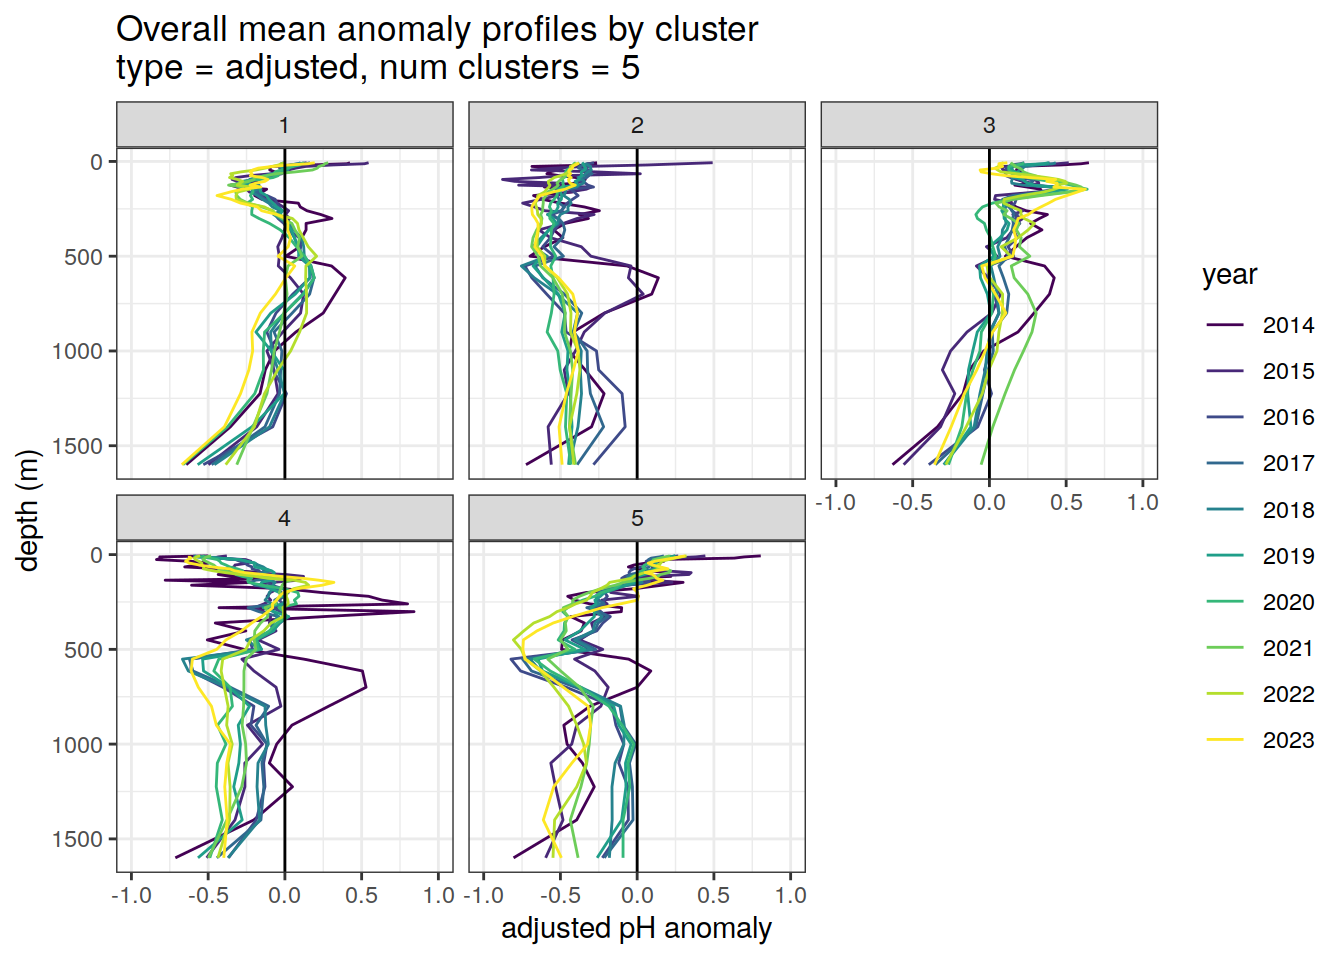 Overall mean anomaly profiles by cluster
type = adjusted, num clusters = 5
1
2
3
0
500
1000
1500
-1.0 -0.5 0.0 0.5 1.0
4
5
0
500
1000
1500
-1.0 -0.5 0.0 0.5 1.0
-1.0 -0.5 0.0 0.5 1.0
depth (m)
adjusted pH anomaly
year
2014
2015
2016
2017
2018
2019
2020
2021
2022
2023